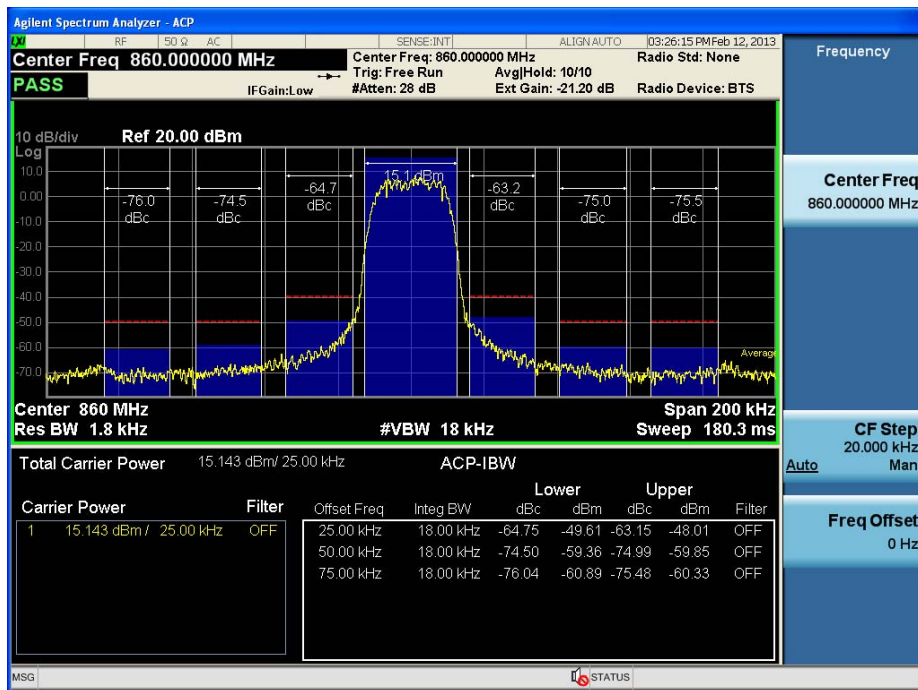 Agilent Spectrum Analyzer - ACP
LXI RF 50 Ω AC SENSE:INT ALIGN AUTO 03:26:15 PM Feb 12, 2013
Center Freq 860.000000 MHz
Center Freq: 860.000000 MHz
Radio Std: None
Trig: Free Run
Avg|Hold: 10/10
PASS
IFGain:Low
#Atten: 28 dB
Ext Gain: -21.20 dB
Radio Device: BTS
Frequency
10 dB/div
Ref 20.00 dBm
Log
10.0
0.00
-10.0
-20.0
-30.0
-40.0
-50.0
-60.0
-70.0
-76.0
dBc
-74.5
dBc
-64.7
dBc
15.1 dBm
-63.2
dBc
-75.0
dBc
-75.5
dBc
Average
Center 860 MHz
Span 200 kHz
Res BW 1.8 kHz
#VBW 18 kHz
Sweep 180.3 ms
Center Freq
860.000000 MHz
CF Step
20.000 kHz
Auto Man
Freq Offset
0 Hz
Total Carrier Power 15.143 dBm/ 25.00 kHz
ACP-IBW
Carrier Power Filter
1 15.143 dBm / 25.00 kHz OFF
Lower Upper
Offset Freq Integ BW dBc dBm dBc dBm Filter
25.00 kHz 18.00 kHz -64.75 -49.61 -63.15 -48.01 OFF
50.00 kHz 18.00 kHz -74.50 -59.36 -74.99 -59.85 OFF
75.00 kHz 18.00 kHz -76.04 -60.89 -75.48 -60.33 OFF
MSG
STATUS